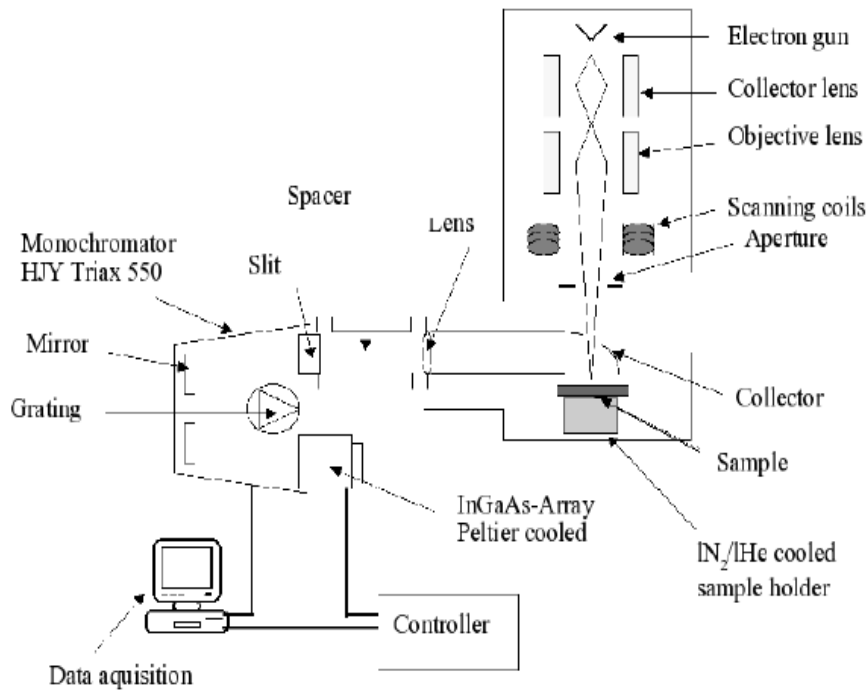 Electron gun
Collector lens
Objective lens
Scanning coils
Aperture
Spacer
Lens
Monochromator
HJY Triax 550
Slit
Mirror
Grating
Collector
Sample
InGaAs-Array
Peltier cooled
lN2/lHe cooled
sample holder
Controller
Data aquisition